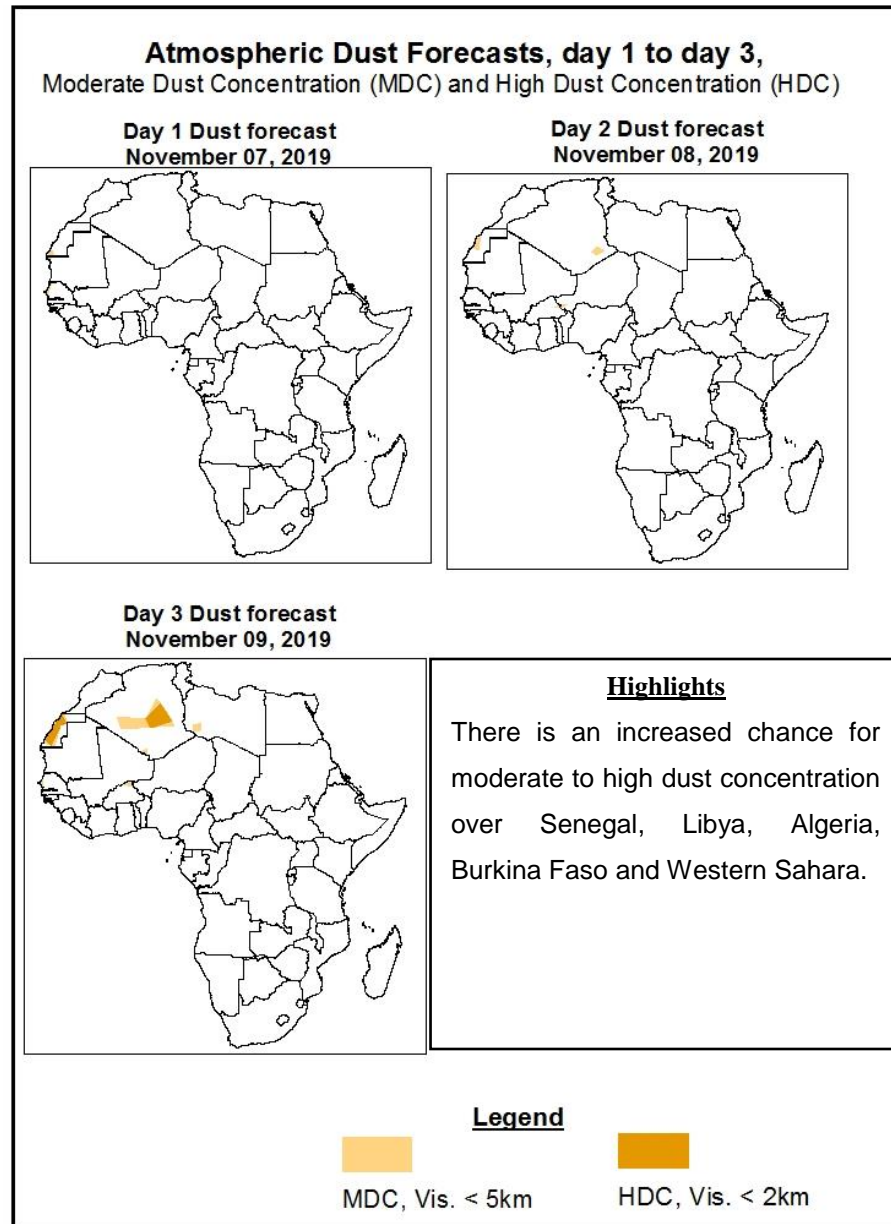 Atmospheric Dust Forecasts, day 1 to day 3,
Moderate Dust Concentration (MDC) and High Dust Concentration (HDC)
Day 1 Dust forecast
November 07, 2019
Day 2 Dust forecast
November 08, 2019
Day 3 Dust forecast
November 09, 2019
Highlights
There is an increased chance for
moderate to high dust concentration
over Senegal, Libya, Algeria,
Burkina Faso and Western Sahara.
Legend
MDC, Vis. < 5km
HDC, Vis. < 2km